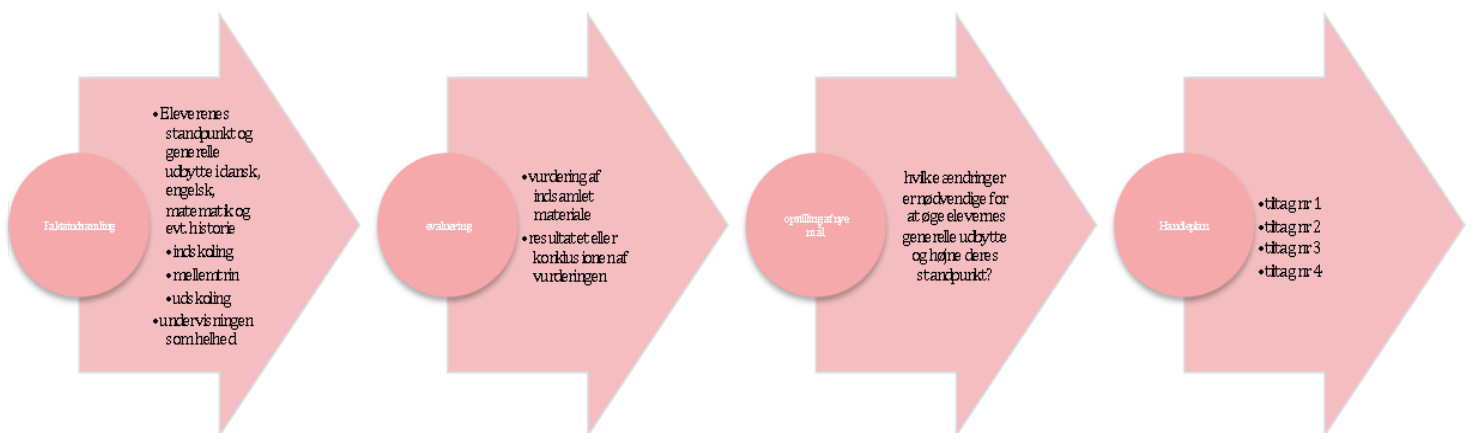 Faktaindsamling
•Eleverenes
standpunkt og
generelle
udbytte i dansk,
engelsk,
matematik og
evt. historie
•indskoling
•mellemtrin
•udskoling
•undervisningen
som helhed
evaluering
•vurdering af
indsamlet
materiale
•resultatet eller
konklusionen af
vurderingen
opstilling af nye
mål
hvilke ændringer
er nødvendige for
at øge elevernes
generelle udbytte
og højne deres
standpunkt?
Handleplan
•tiltag nr 1
•tiltag nr 2
•tiltag nr 3
•tiltag nr 4